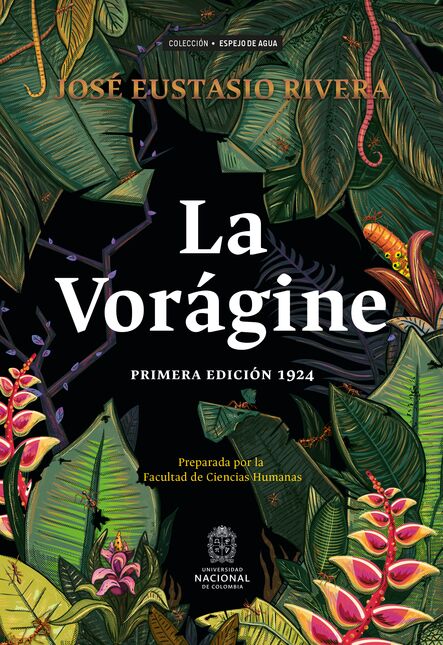 COLECCIÓN • ESPEJO DE AGUA
JOSÉ EUSTASIO RIVERA
La
Vorágine
PRIMERA EDICIÓN 1924
Preparada por la
Facultad de Ciencias Humanas
UNIVERSIDAD
NACIONAL
DE COLOMBIA